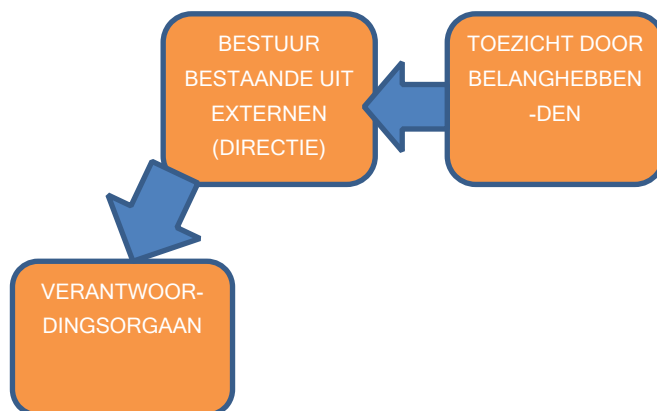 BESTUUR
BESTAANDE UIT
EXTERNEN
(DIRECTIE)
TOEZICHT DOOR
BELANGHEBBEN
-DEN
VERANTWOOR-
DINGSORGAAN